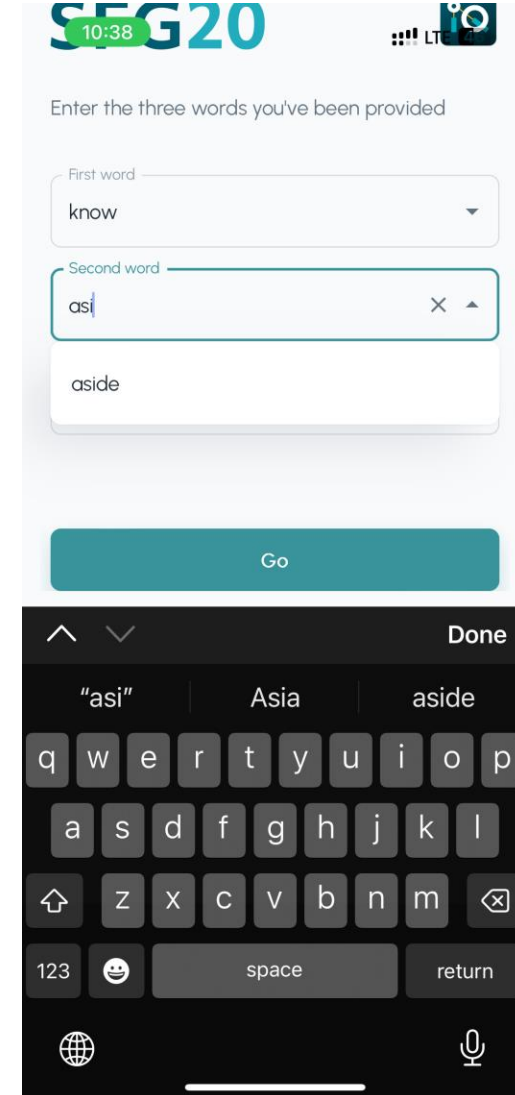 SFG20
10:38
LTE
Enter the three words you've been provided
First word
know
Second word
asi
aside
Go
Done
“asi” Asia aside
q w e r t y u i o p
a s d f g h j k l
z x c v b n m
123 space return